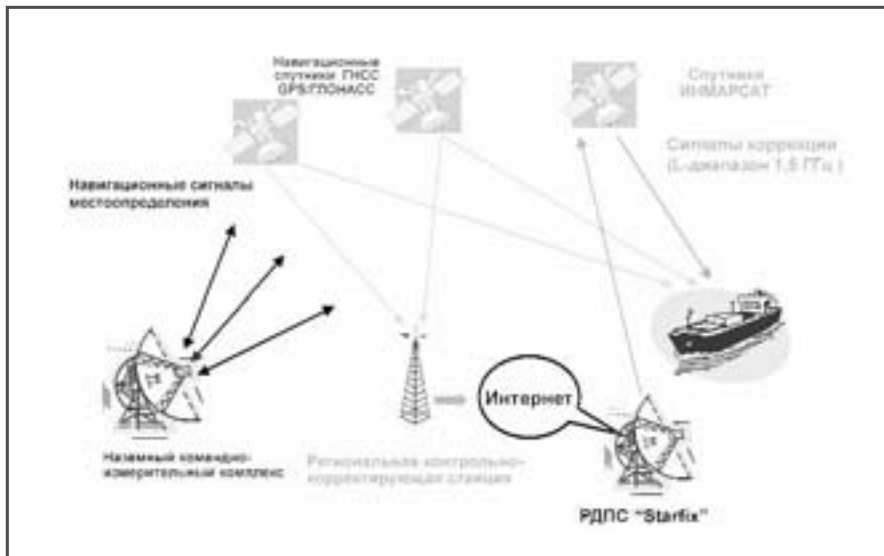 Навигационные
спутники ГНСС
GPS/ГЛОНАСС
Спутники
ИНМАРСАТ
Сигналы коррекции
(L-диапазон 1,5 ГГц )
Навигационные сигналы
местоопределения
Интернет
Наземный командно-
измерительный комплекс
Региональная контрольно-
корректирующая станция
РДПС “Starfix”